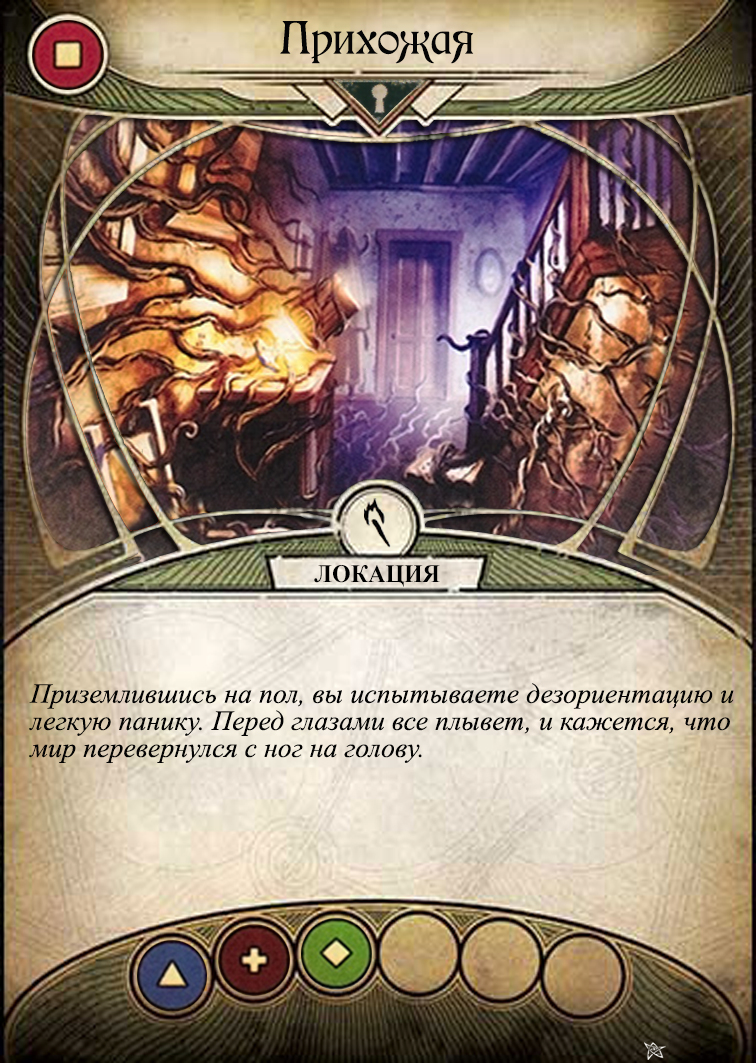 Прихожая
ЛОКАЦИЯ
Приземлившись на пол, вы испытываете дезориентацию и
легкую панику. Перед глазами все плывет, и кажется, что
мир перевернулся с ног на голову.